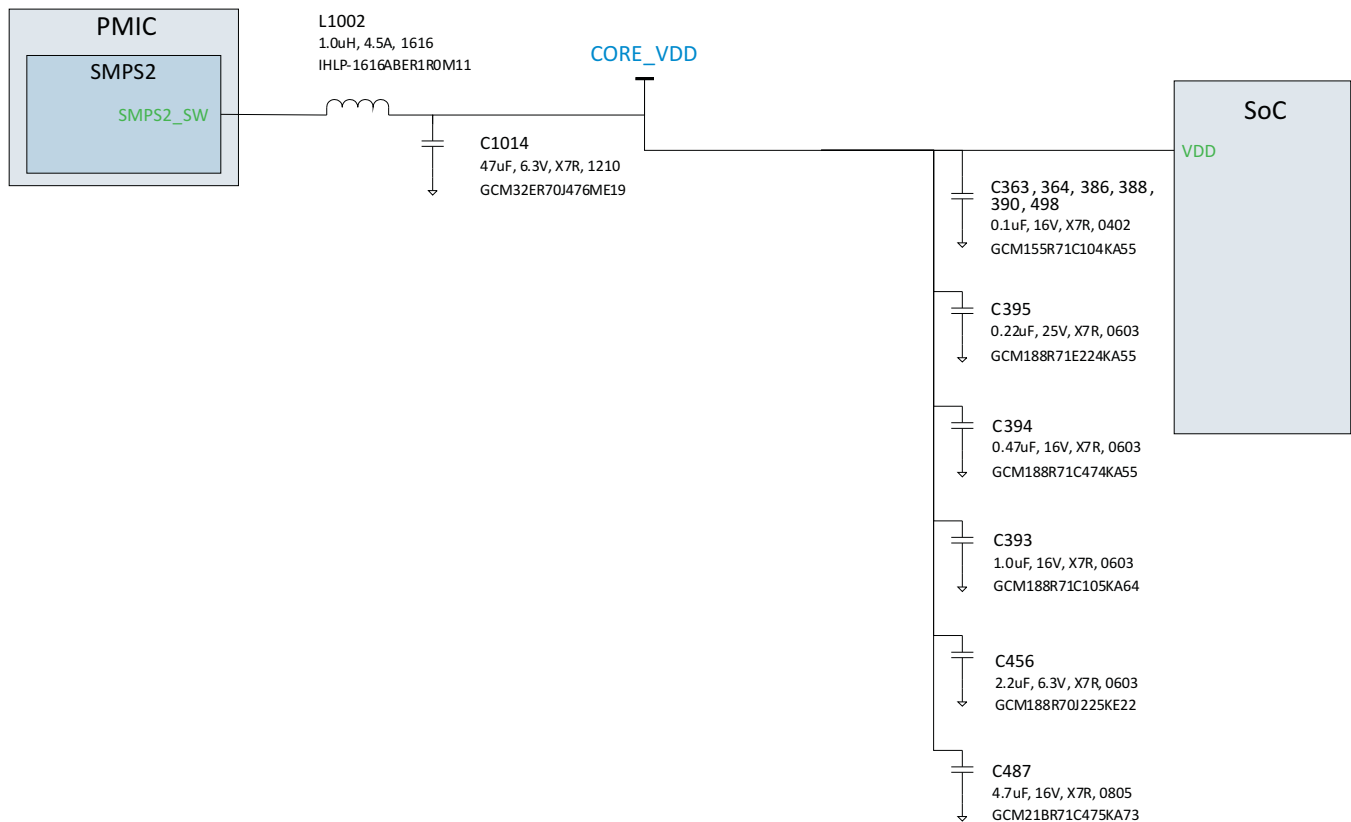 PMIC
SMPS2
SMPS2_SW
L1002
1.0uH, 4.5A, 1616
IHLP-1616ABER1R0M11
C1014
47uF, 6.3V, X7R, 1210
GCM32ER70J476ME19
CORE_VDD
SoC
VDD
C363, 364, 386, 388,
390, 498
0.1uF, 16V, X7R, 0402
GCM155R71C104KA55
C395
0.22uF, 25V, X7R, 0603
GCM188R71E224KA55
C394
0.47uF, 16V, X7R, 0603
GCM188R71C474KA55
C393
1.0uF, 16V, X7R, 0603
GCM188R71C105KA64
C456
2.2uF, 6.3V, X7R, 0603
GCM188R70J225KE22
C487
4.7uF, 16V, X7R, 0805
GCM21BR71C475KA73